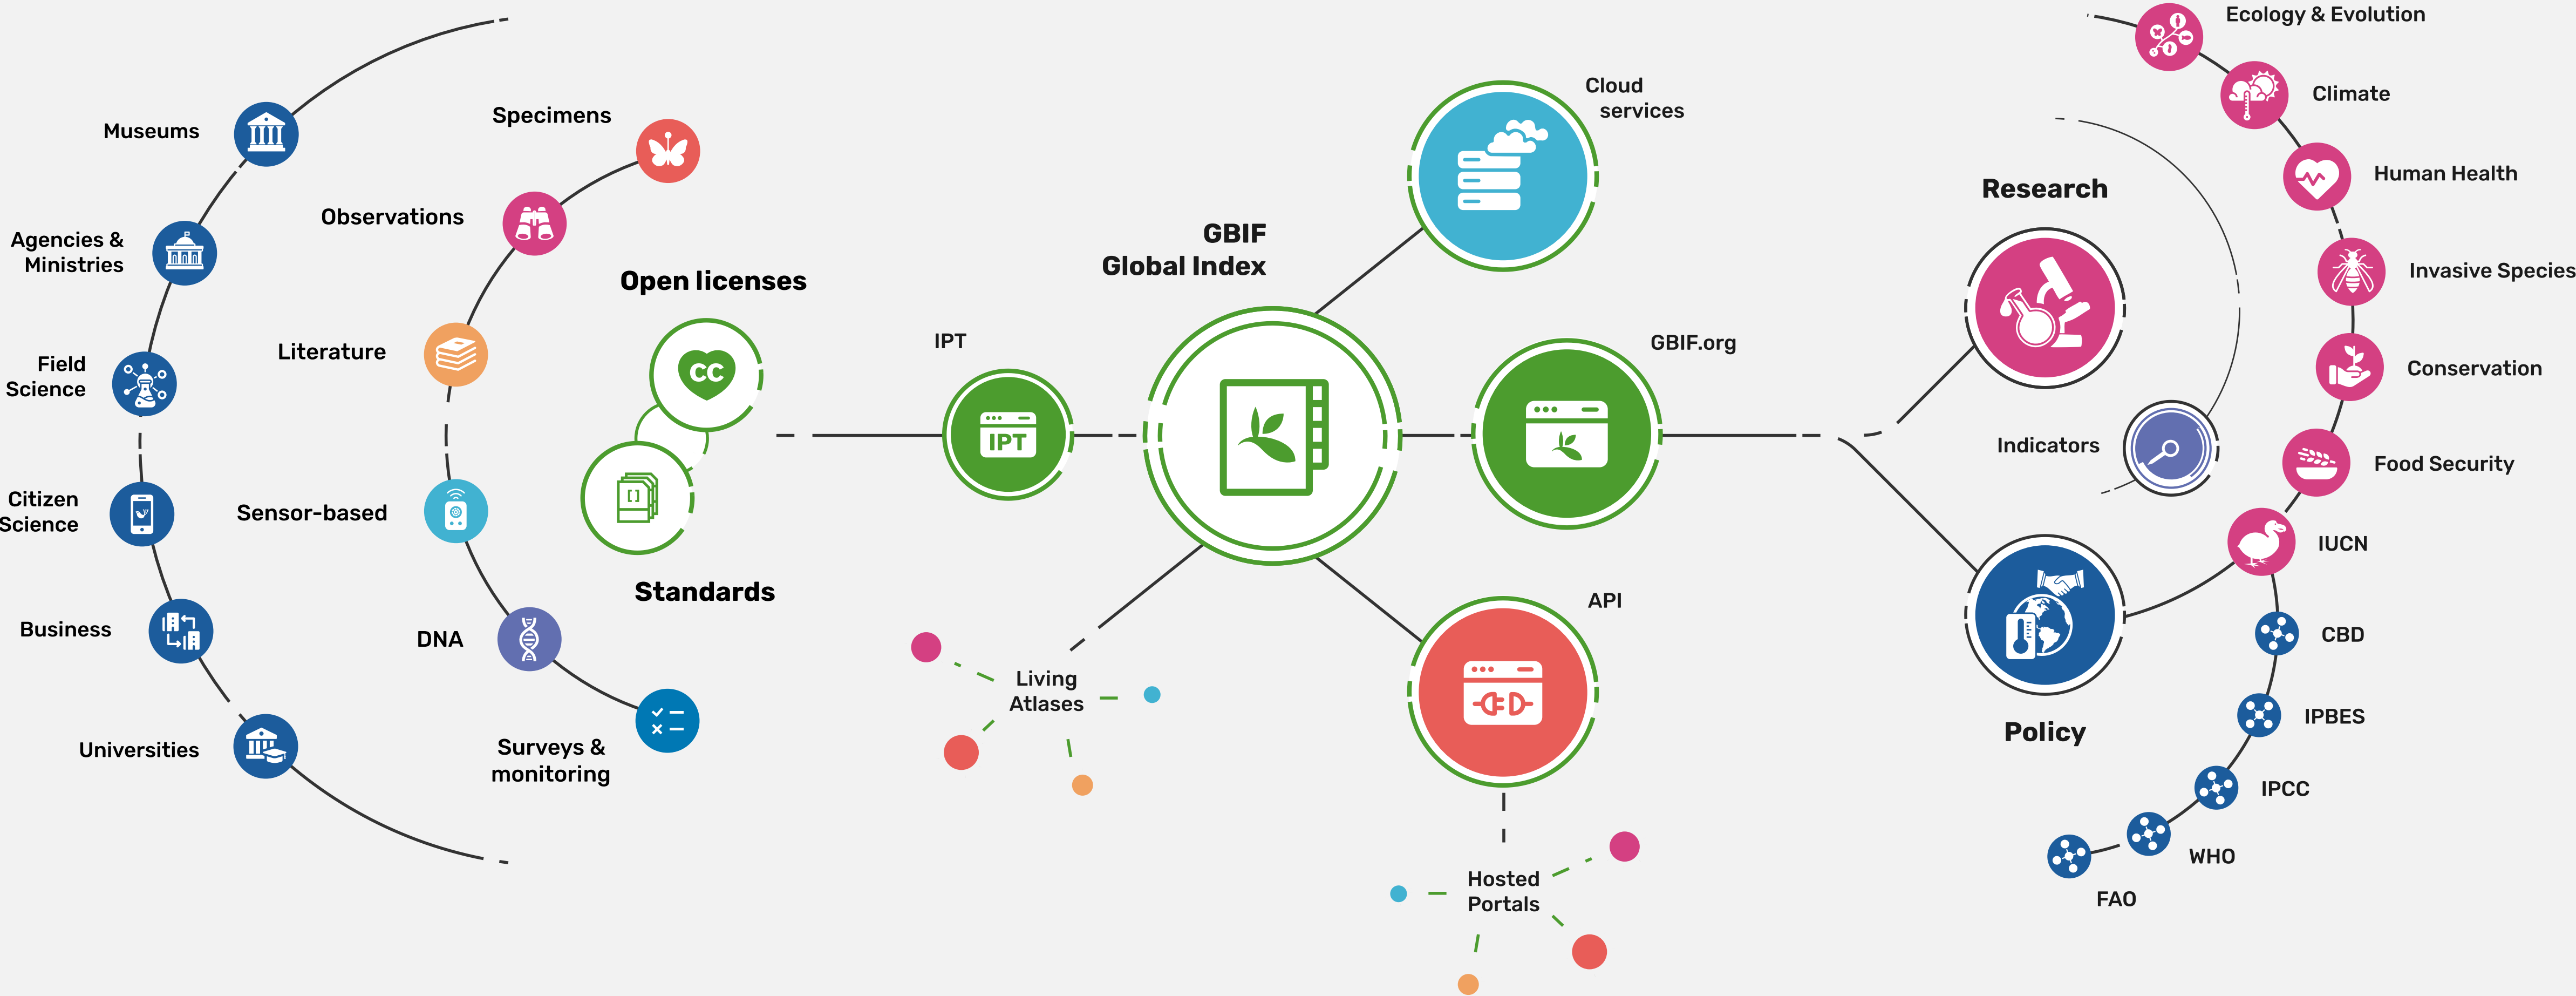 Museums
Agencies &
Ministries
Field
Science
Citizen
Science
Business
Universities
Specimens
Observations
Literature
Sensor-based
DNA
Surveys &
monitoring
Open licenses
CC
[ ]
Standards
IPT
IPT
GBIF
Global Index
Cloud
services
GBIF.org
API
Living
Atlases
Hosted
Portals
Research
Indicators
Policy
Ecology & Evolution
Climate
Human Health
Invasive Species
Conservation
Food Security
IUCN
CBD
IPBES
IPCC
WHO
FAO